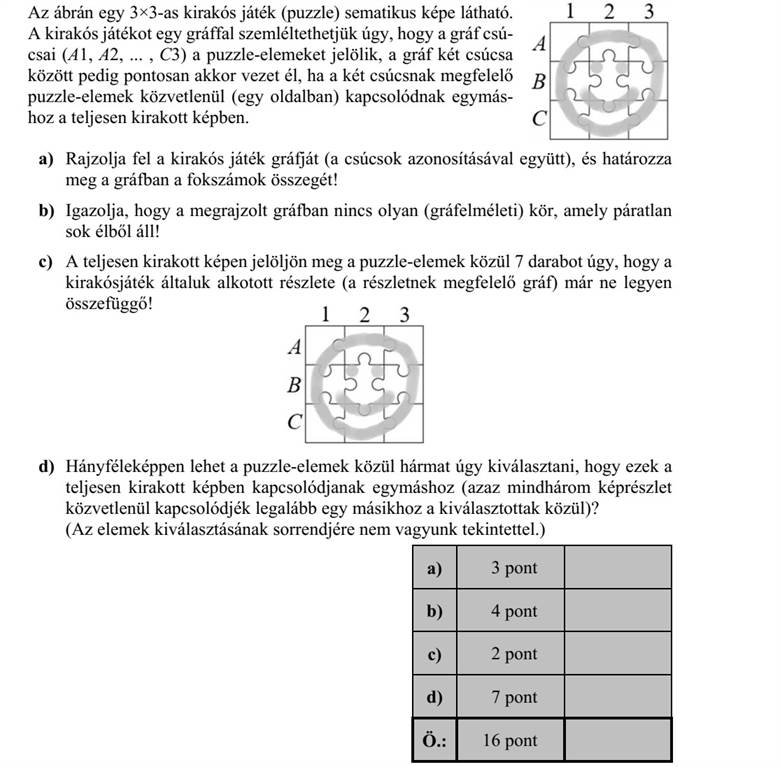 Az ábrán egy 3×3-as kirakós játék (puzzle) sematikus képe látható.
A kirakós játékot egy gráffal szemléltethetjük úgy, hogy a gráf csú-
csai (A1, A2, ... , C3) a puzzle-elemeket jelölik, a gráf két csúcsa
között pedig pontosan akkor vezet él, ha a két csúcsnak megfelelő
puzzle-elemek közvetlenül (egy oldalban) kapcsolódnak egymás-
hoz a teljesen kirakott képben.
1 2 3
A
B
C
a) Rajzolja fel a kirakós játék gráfját (a csúcsok azonosításával együtt), és határozza
meg a gráfban a fokszámok összegét!
b) Igazolja, hogy a megrajzolt gráfban nincs olyan (gráfelméleti) kör, amely páratlan
sok élből áll!
c) A teljesen kirakott képen jelöljön meg a puzzle-elemek közül 7 darabot úgy, hogy a
kirakósjáték általuk alkotott részlete (a részletnek megfelelő gráf) már ne legyen
összefüggő!
1 2 3
A
B
C
d) Hányféleképpen lehet a puzzle-elemek közül hármat úgy kiválasztani, hogy ezek a
teljesen kirakott képben kapcsolódjanak egymáshoz (azaz mindhárom képrészlet
közvetlenül kapcsolódjék legalább egy másikhoz a kiválasztottak közül)?
(Az elemek kiválasztásának sorrendjére nem vagyunk tekintettel.)
a) 3 pont
b) 4 pont
c) 2 pont
d) 7 pont
Ö.: 16 pont